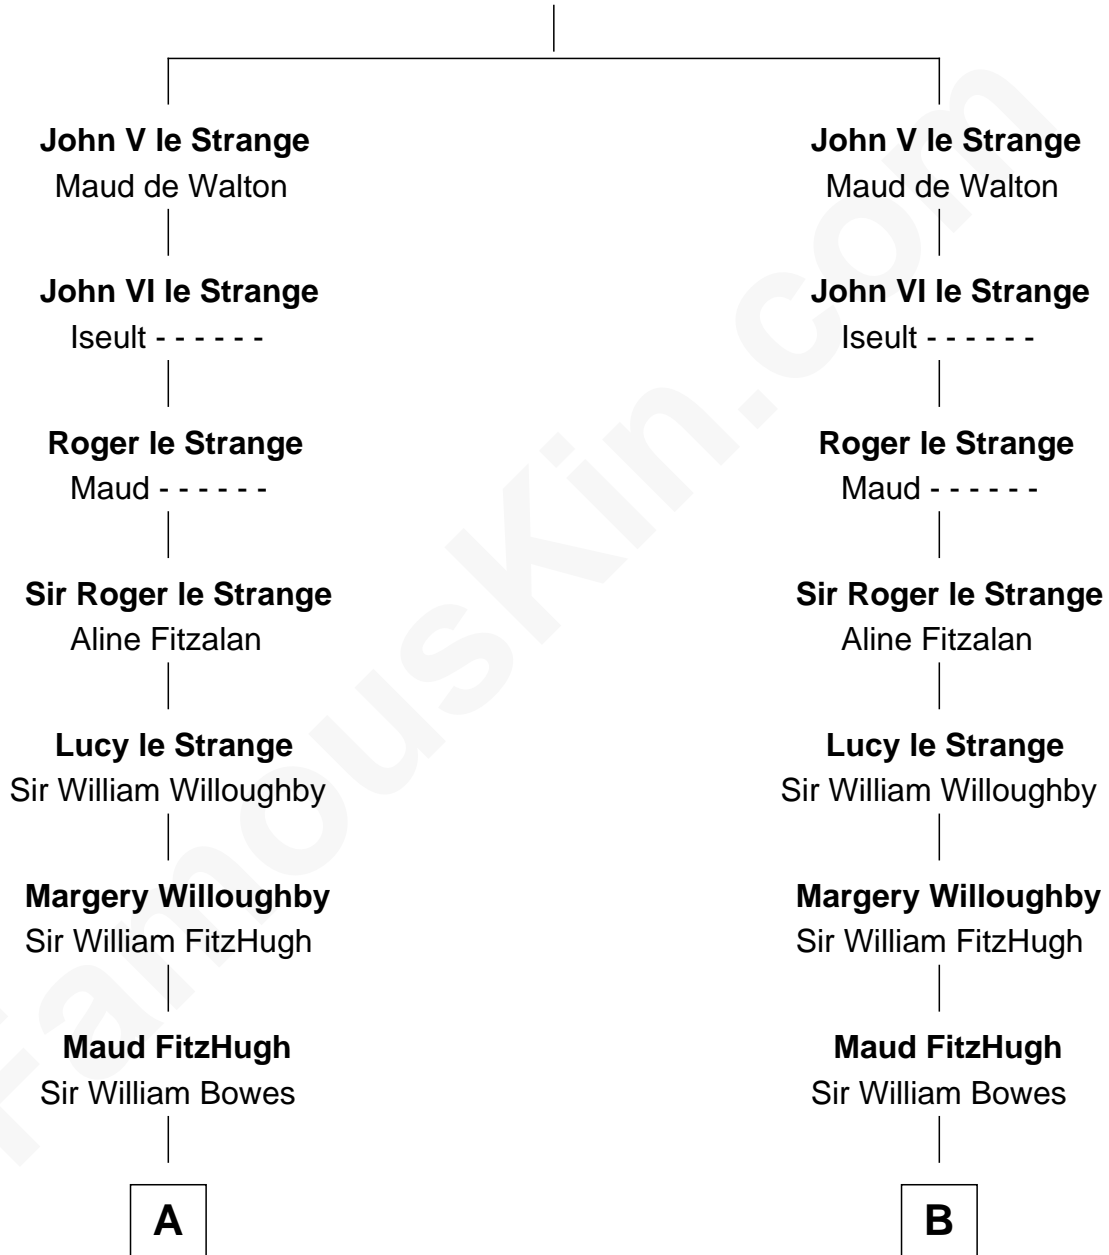 John V le Strange
Maud de Walton
John VI le Strange
Iseult - - - - - -
Roger le Strange
Maud - - - - - -
Sir Roger le Strange
Aline Fitzalan
Lucy le Strange
Sir William Willoughby
Margery Willoughby
Sir William FitzHugh
Maud FitzHugh
Sir William Bowes
A
John V le Strange
Maud de Walton
John VI le Strange
Iseult - - - - - -
Roger le Strange
Maud - - - - - -
Sir Roger le Strange
Aline Fitzalan
Lucy le Strange
Sir William Willoughby
Margery Willoughby
Sir William FitzHugh
Maud FitzHugh
Sir William Bowes
B
FamousKin.com